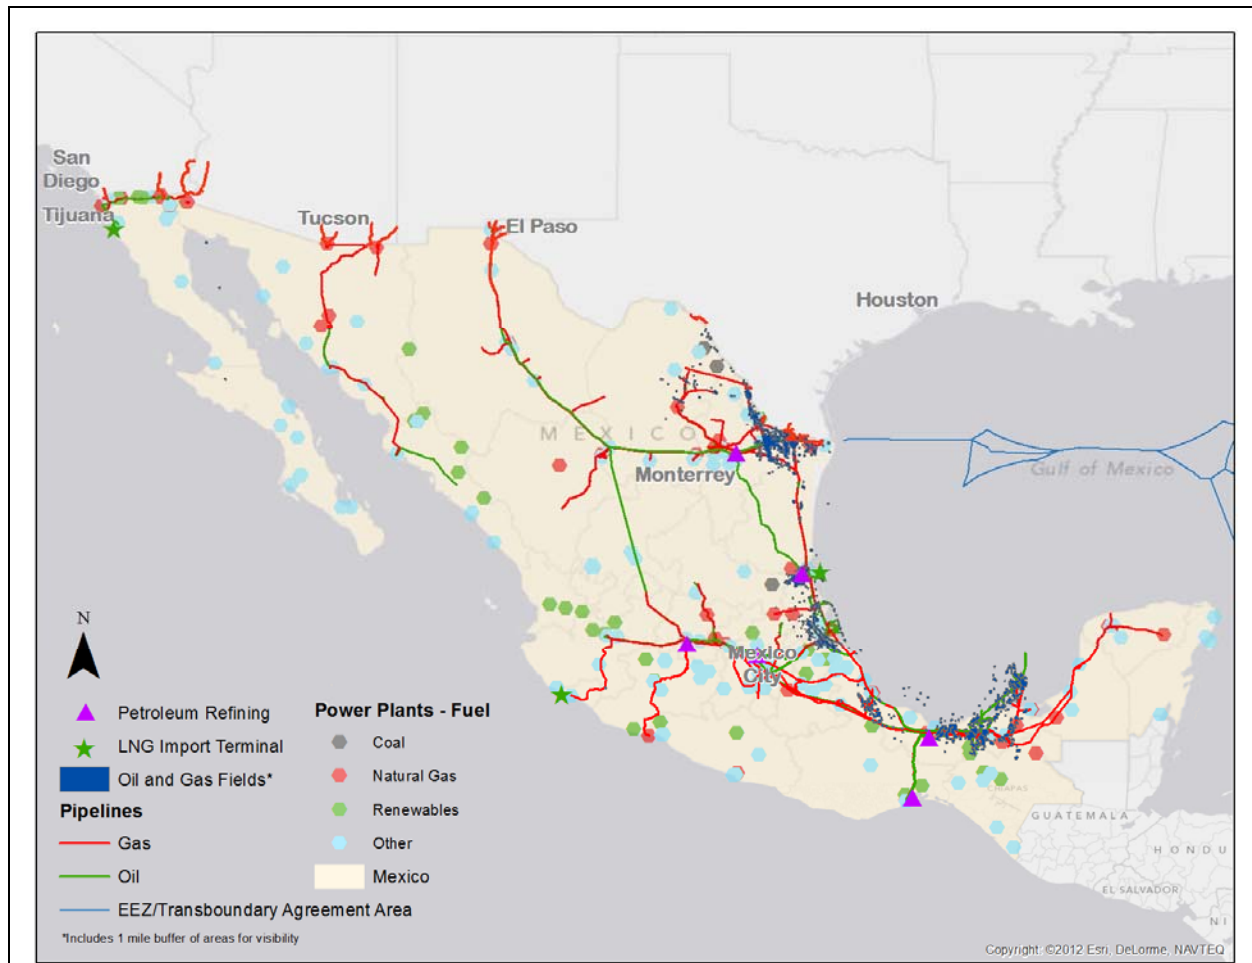 San
Diego
Tijuana
Tucson
El Paso
Houston
MEXICO
Monterrey
Gulf of Mexico
Mexico
City
CHIAPAS
GUATEMALA
HONDU
EL SALVADOR
NI
N
Petroleum Refining
LNG Import Terminal
Oil and Gas Fields*
Pipelines
Gas
Oil
EEZ/Transboundary Agreement Area
*Includes 1 mile buffer of areas for visibility
Power Plants - Fuel
Coal
Natural Gas
Renewables
Other
Mexico
Copyright: ©2012 Esri, DeLorme, NAVTEQ